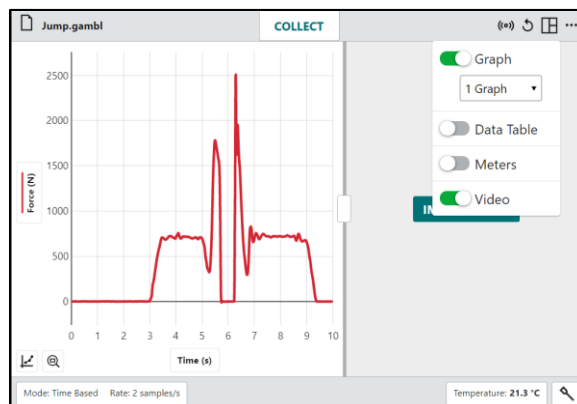 Jump.gambl
COLLECT
Graph
1 Graph
Data Table
Meters
Video
2500
2000
1500
1000
500
0
Force (N)
0 1 2 3 4 5 6 7 8 9 10
Time (s)
Mode: Time Based Rate: 2 samples/s
Temperature: 21.3 °C